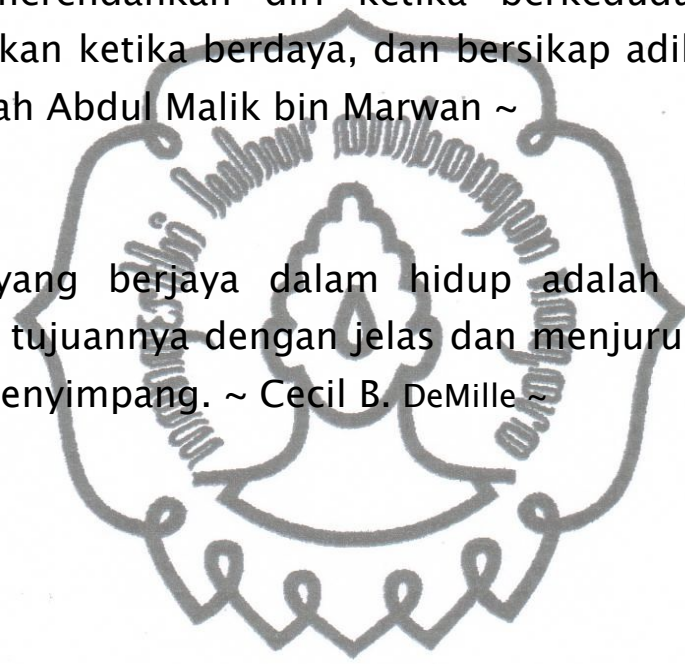 merendahkan diri ketika berkedudu
kan ketika berdaya, dan bersikap adil
ah Abdul Malik bin Marwan ~
yang berjaya dalam hidup adalah
tujuannya dengan jelas dan menjuru
enyimpang. ~ Cecil B. DeMille ~